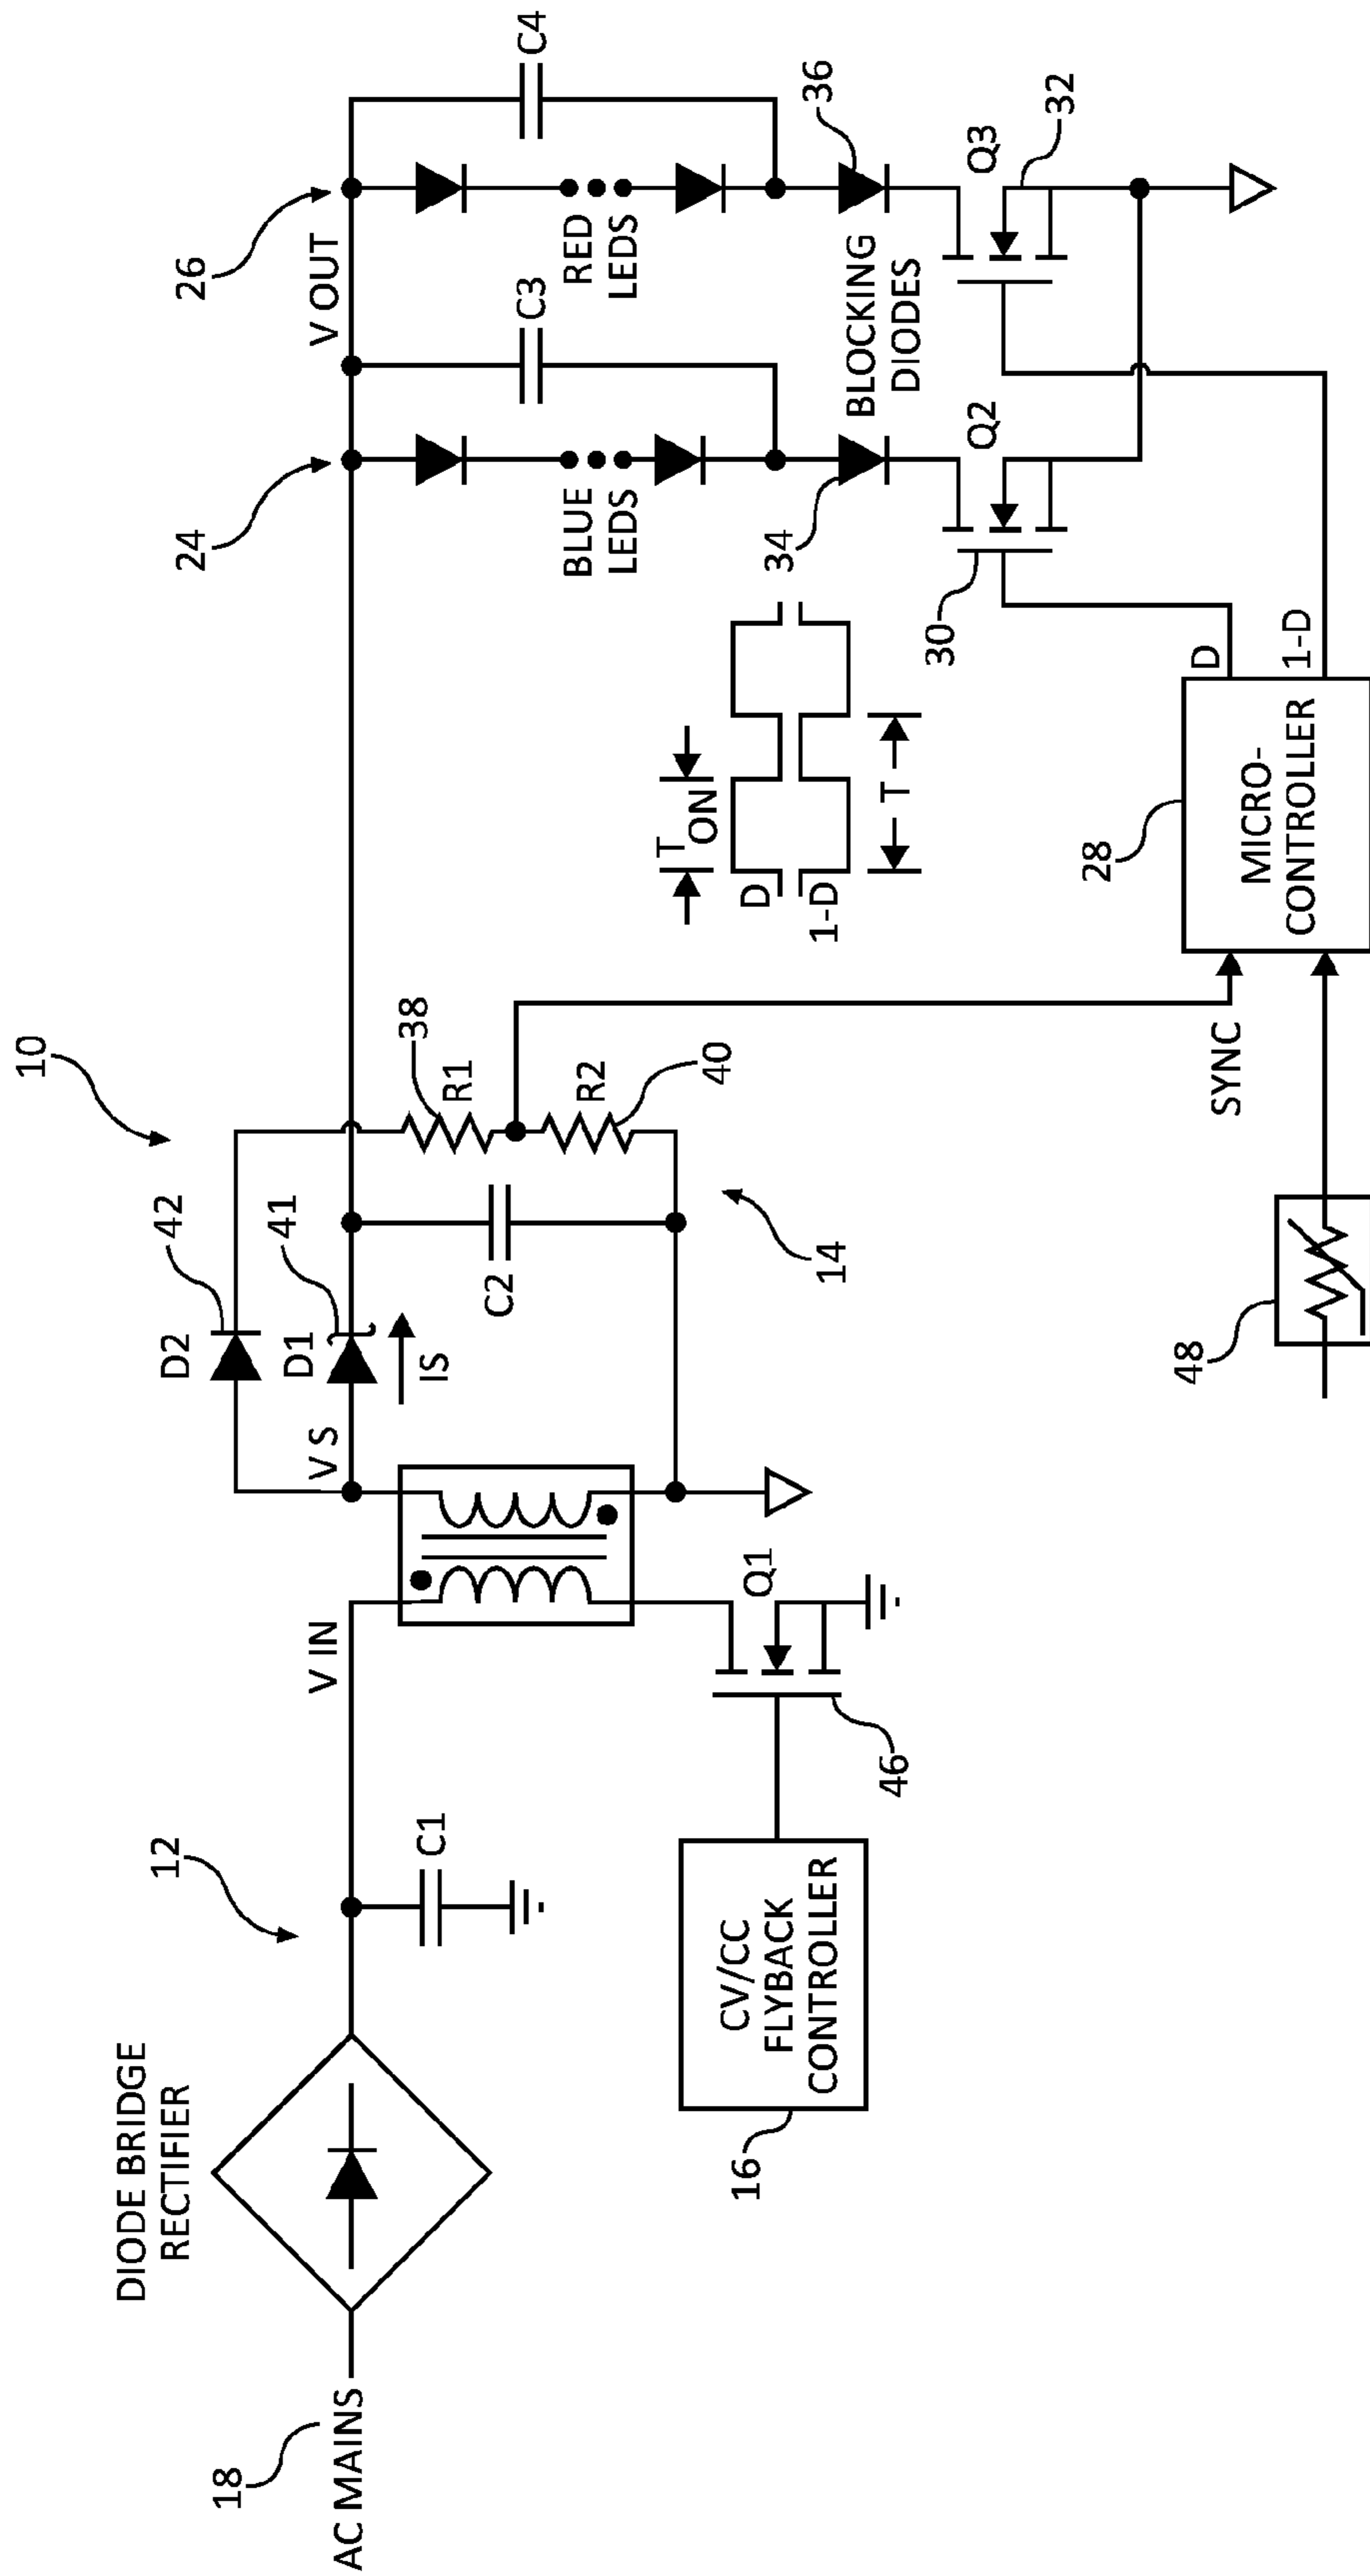 10
12
18
AC MAINS
DIODE BRIDGE
RECTIFIER
C1
V IN
CV/CC
FLYBACK
CONTROLLER
16
46
Q1
V S
D2
42
D1
41
IS
C2
14
38
R1
R2
40
SYNC
48
28
MICRO-
CONTROLLER
D
1-D
T
ON
D
1-D
T
24
26
V OUT
BLUE
LEDS
C3
RED
LEDS
C4
34
BLOCKING
DIODES
36
30
Q2
Q3
32